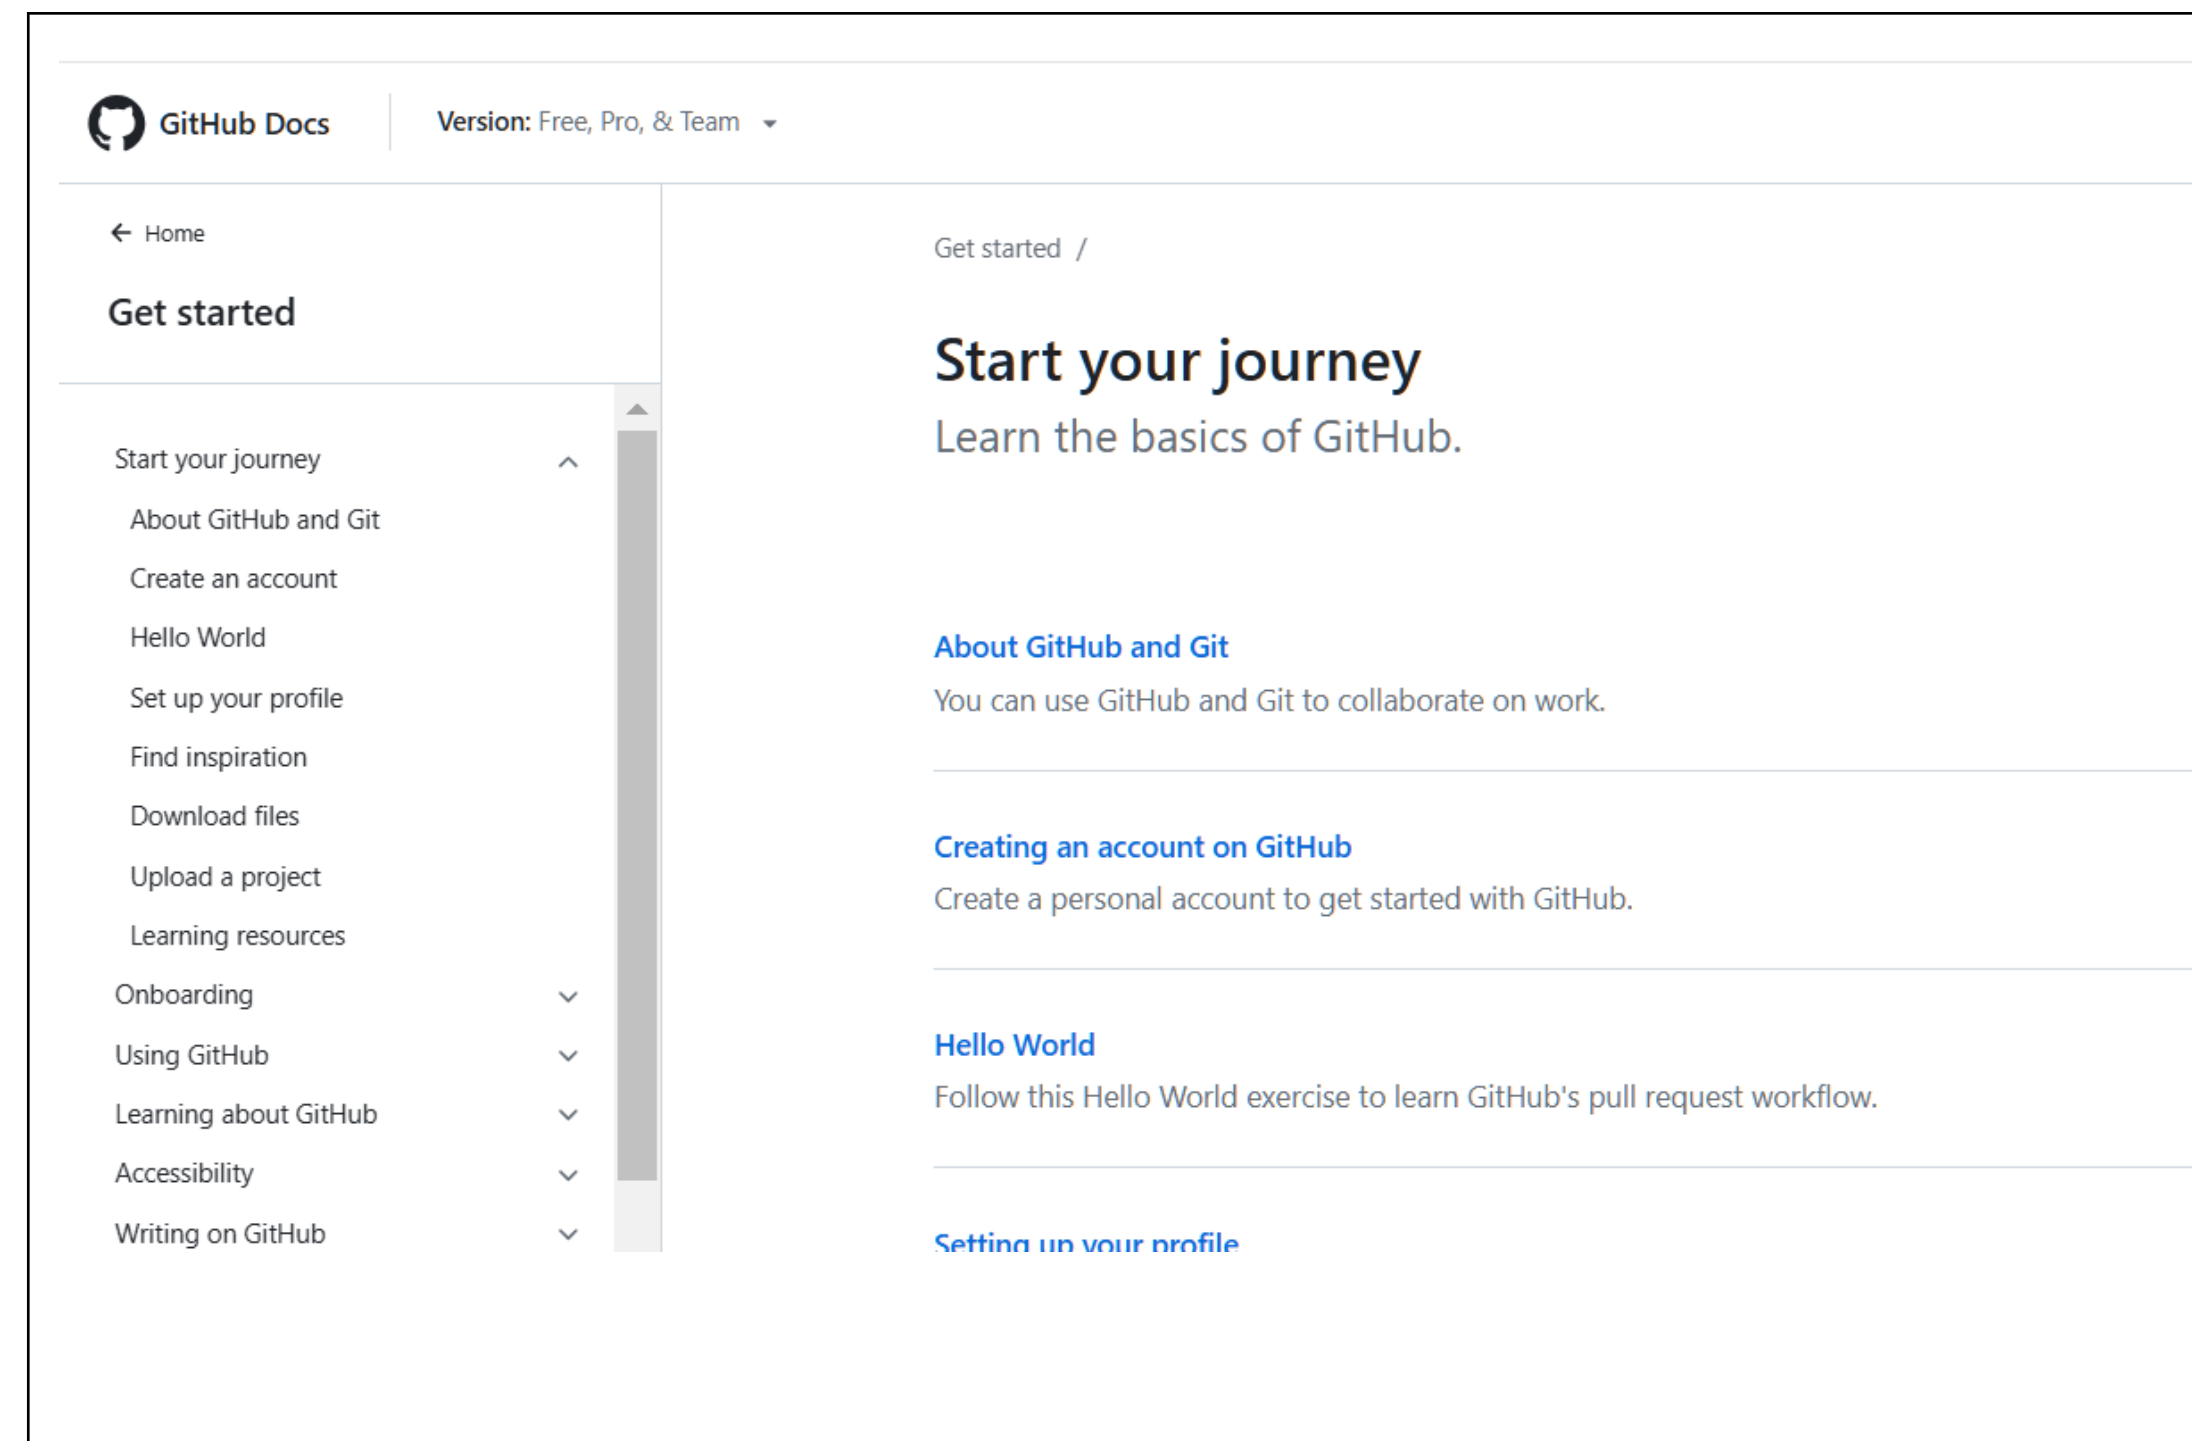 GitHub Docs
Version: Free, Pro, & Team
Home
Get started
Start your journey
About GitHub and Git
Create an account
Hello World
Set up your profile
Find inspiration
Download files
Upload a project
Learning resources
Onboarding
Using GitHub
Learning about GitHub
Accessibility
Writing on GitHub
Get started /
Start your journey
Learn the basics of GitHub.
About GitHub and Git
You can use GitHub and Git to collaborate on work.
Creating an account on GitHub
Create a personal account to get started with GitHub.
Hello World
Follow this Hello World exercise to learn GitHub's pull request workflow.
Setting up your profile